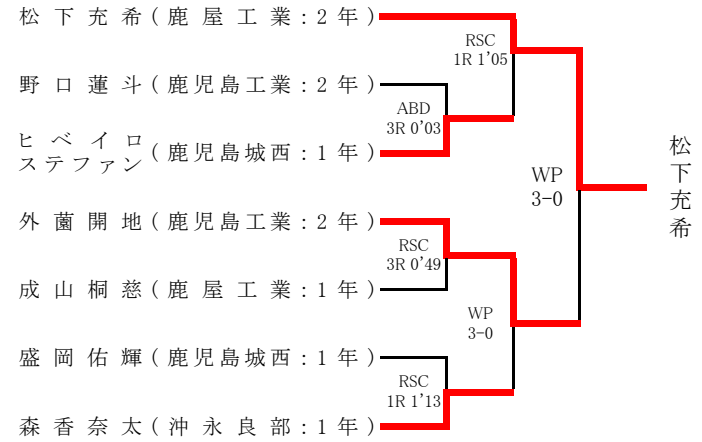 松下充希(鹿屋工業:2年)
RSC
1R 1'05
野口蓮斗(鹿児島工業:2年)
ABD
3R 0'03
ヒベイロ
ステファン(鹿児島城西:1年)
WP
3-0
松下充希
外薗開地(鹿児島工業:2年)
RSC
3R 0'49
成山桐慈(鹿屋工業:1年)
WP
3-0
盛岡佑輝(鹿児島城西:1年)
RSC
1R 1'13
森香奈太(沖永良部:1年)